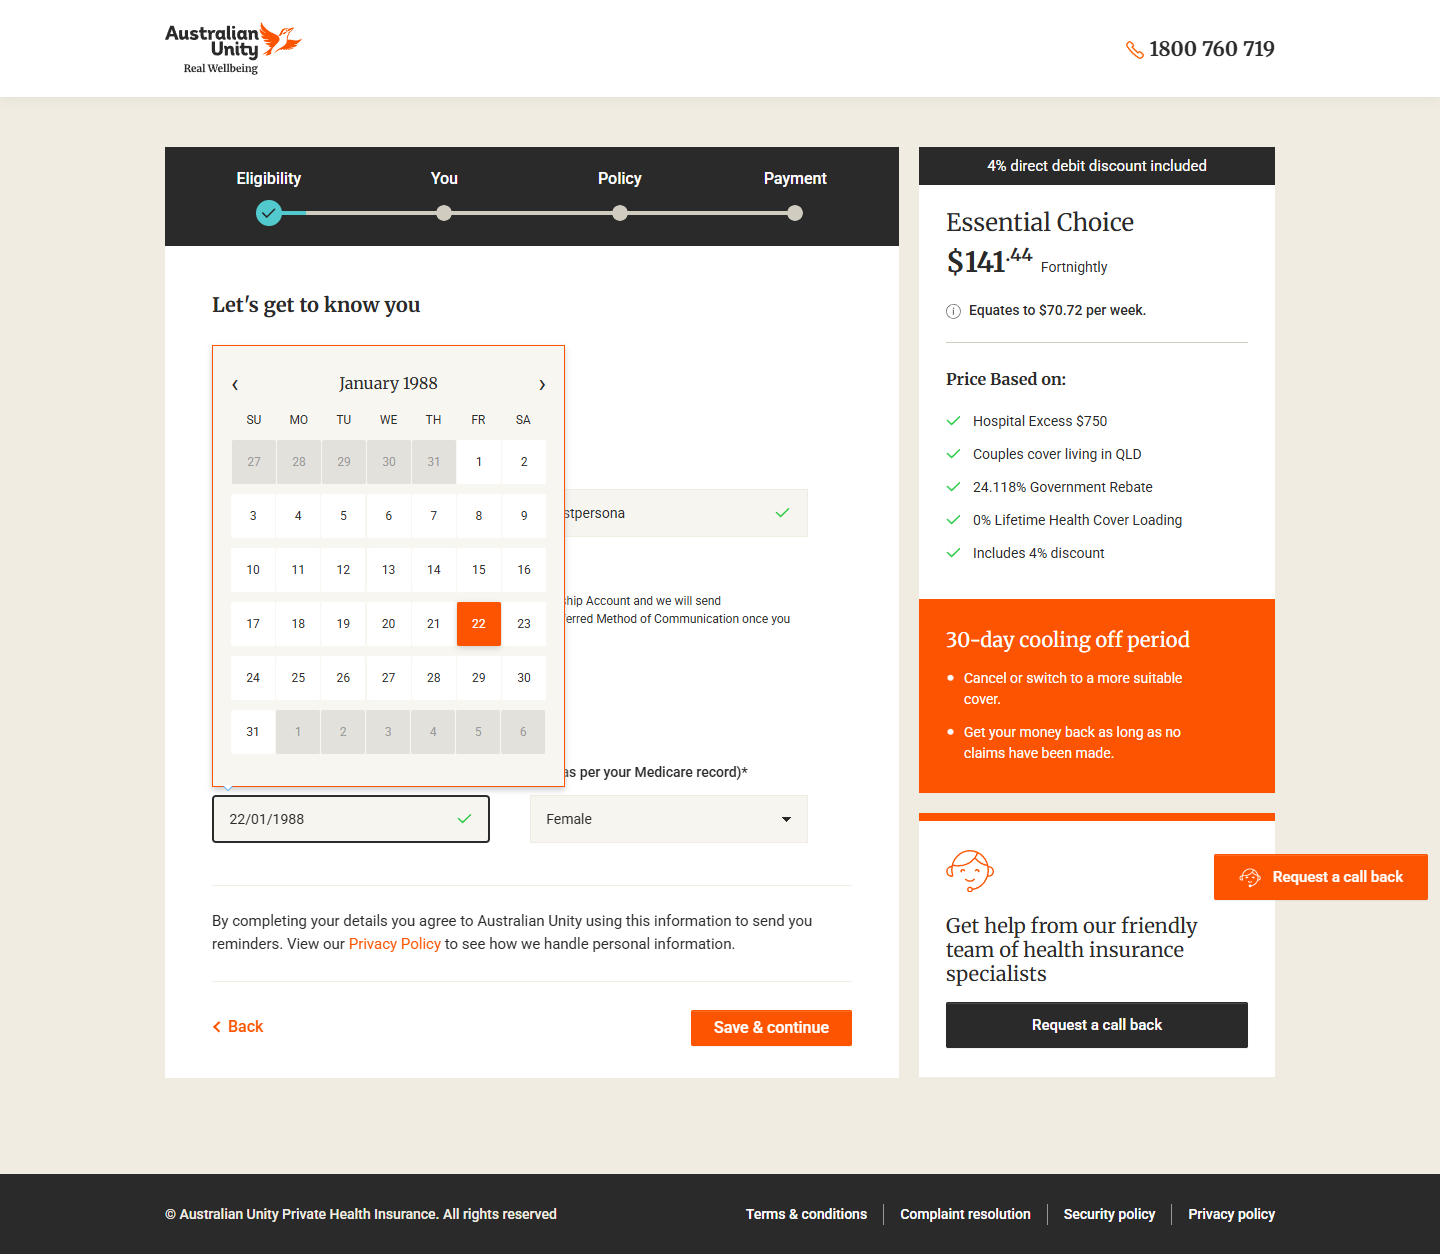 Australian
Unity
Real Wellbeing
1800 760 719
Eligibility
You
Policy
Payment
Let's get to know you
January 1988
SU MO TU WE TH FR SA
27 28 29 30 31 1 2
3 4 5 6 7 8 9
10 11 12 13 14 15 16
17 18 19 20 21 22 23
24 25 26 27 28 29 30
31 1 2 3 4 5 6
stpersona
ship Account and we will send
ferred Method of Communication once you
as per your Medicare record)*
22/01/1988
Female
By completing your details you agree to Australian Unity using this information to send you
reminders. View our Privacy Policy to see how we handle personal information.
Back
Save & continue
4% direct debit discount included
Essential Choice
$141.44 Fortnightly
Equates to $70.72 per week.
Price Based on:
Hospital Excess $750
Couples cover living in QLD
24.118% Government Rebate
0% Lifetime Health Cover Loading
Includes 4% discount
30-day cooling off period
Cancel or switch to a more suitable
cover.
Get your money back as long as no
claims have been made.
Request a call back
Get help from our friendly
team of health insurance
specialists
Request a call back
© Australian Unity Private Health Insurance. All rights reserved
Terms & conditions
Complaint resolution
Security policy
Privacy policy